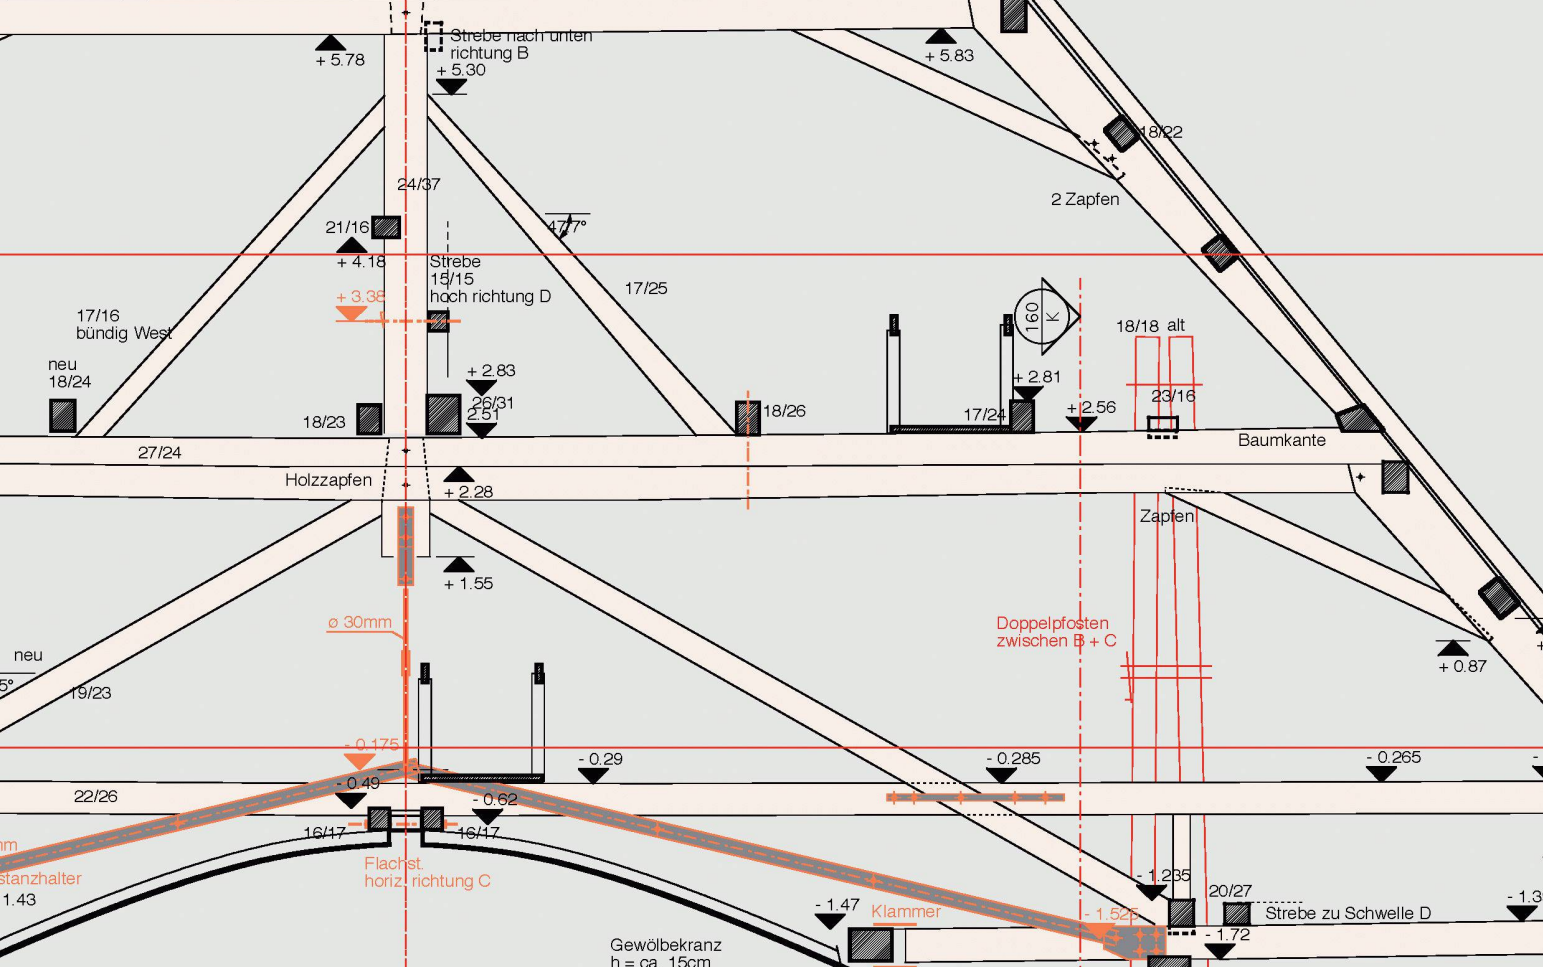 Strebe nach unten
richtung B
+ 5.78
+ 5.30
+ 5.83
18/22
24/37
2 Zapfen
21/16
47,7°
+ 4.18
Strebe
15/15
hoch richtung D
+ 3.38
17/25
160
K
17/16
bündig West
18/18 alt
neu
18/24
+ 2.83
+ 2.81
26/31
2.51
23/16
18/23
18/26
17/24
+ 2.56
Baumkante
27/24
Holzzapfen
+ 2.28
Zapfen
+ 1.55
ø 30mm
Doppelpfosten
zwischen B + C
neu
5°
+ 0.87
19/23
- 0.175
- 0.29
- 0.285
- 0.265
- 0.49
22/26
- 0.62
16/17
16/17
mm
stanzhalter
Flachst.
horiz. richtung C
- 1.235
1.43
20/27
- 1.47
Klammer
- 1.525
Strebe zu Schwelle D
- 1.3
- 1.72
Gewölbekranz
h = ca. 15cm